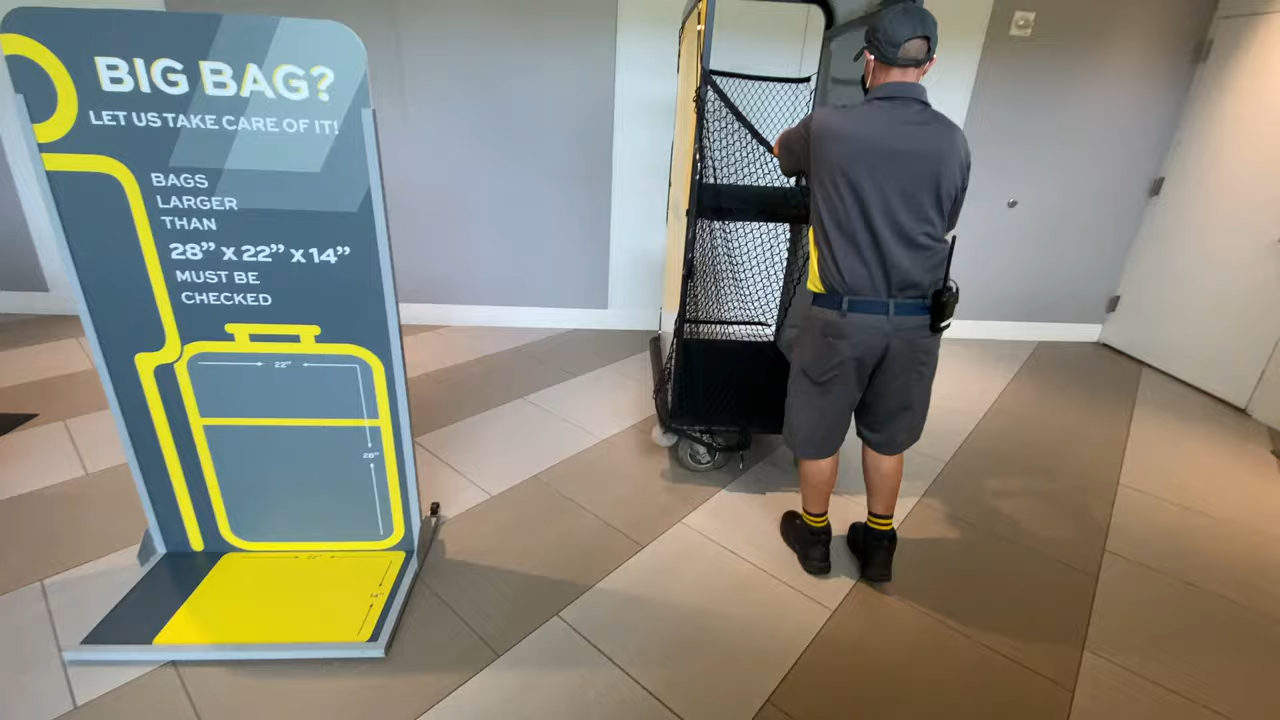 BIG BAG?
LET US TAKE CARE OF IT!
BAGS
LARGER
THAN
28” X 22” X 14”
MUST BE
CHECKED
22"
28"